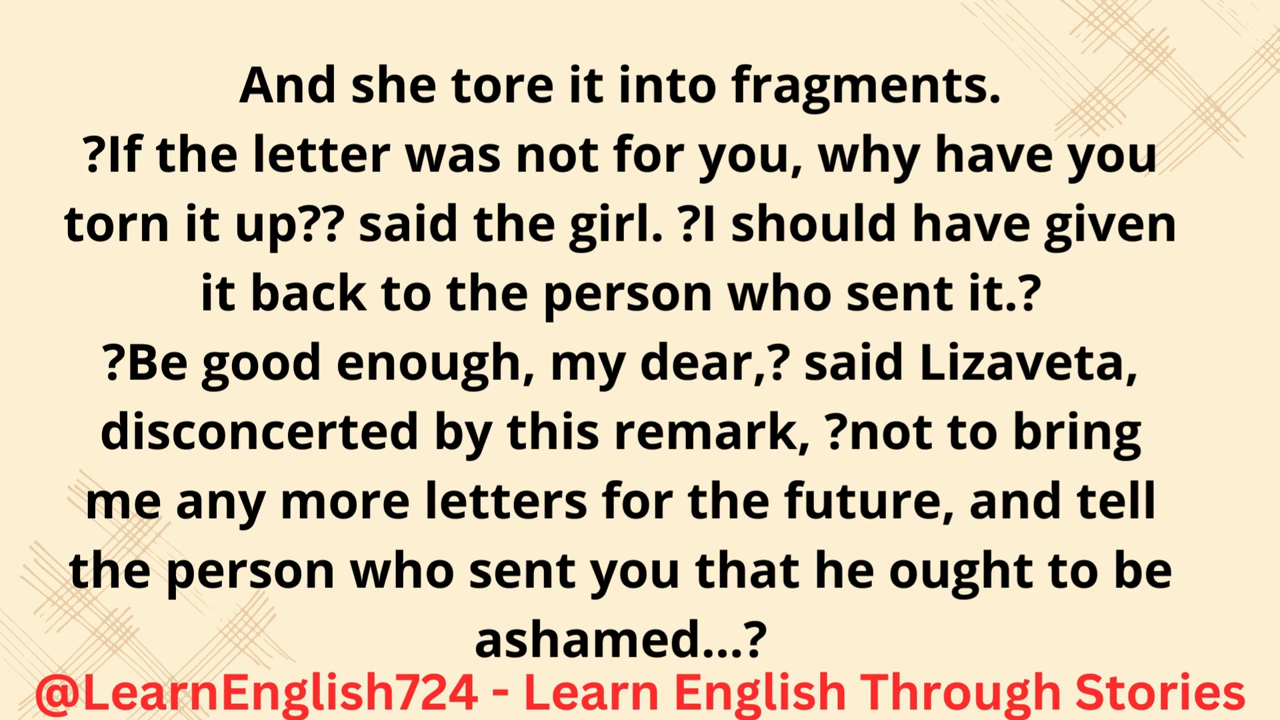 And she tore it into fragments.
?If the letter was not for you, why have you
torn it up?? said the girl. ?I should have given
it back to the person who sent it.?
?Be good enough, my dear,? said Lizaveta,
disconcerted by this remark, ?not to bring
me any more letters for the future, and tell
the person who sent you that he ought to be
ashamed...?
@LearnEnglish724 - Learn English Through Stories